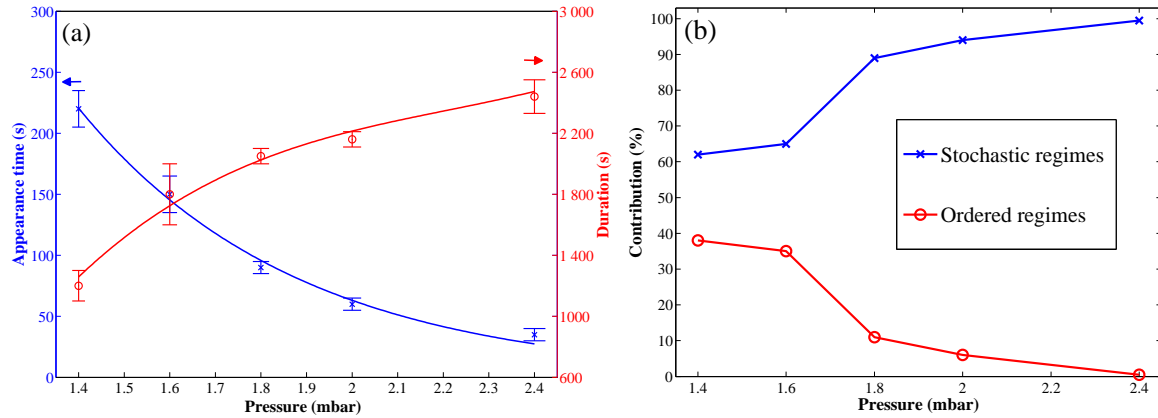 (a)
300
250
200
150
100
50
0
Appearance time (s)
1.4 1.5 1.6 1.7 1.8 1.9 2 2.1 2.2 2.3 2.4
Pressure (mbar)
3 000
2 600
2 200
1 800
1 400
1000
600
Duration (s)
(b)
100
90
80
70
60
50
40
30
20
10
0
Contribution (%)
Stochastic regimes
Ordered regimes
1.4 1.6 1.8 2 2.2 2.4
Pressure (mbar)